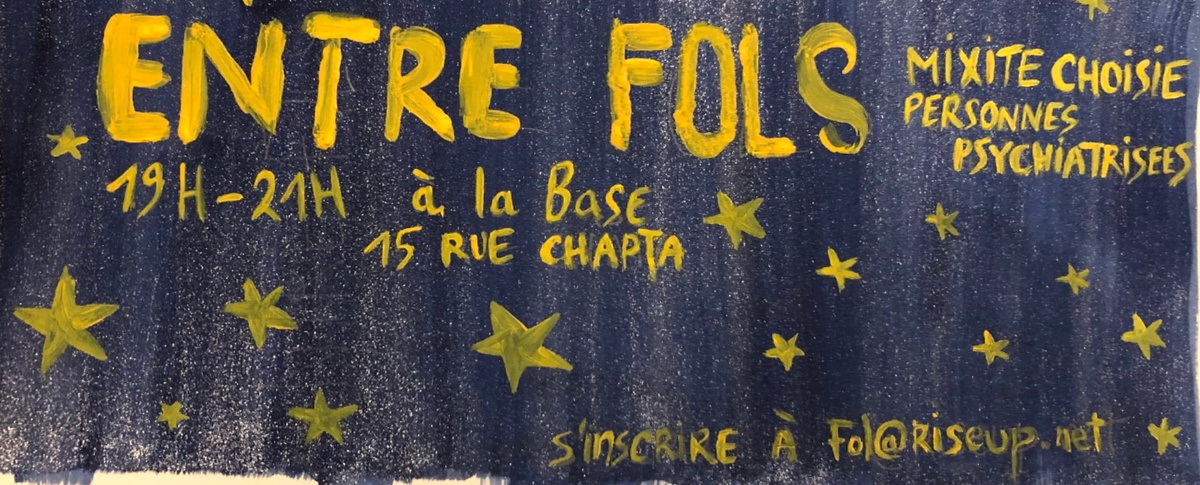 ENTRE FOLS
MIXITE CHOISIE
PERSONNES
PSYCHIATRISEES
19H-21H à la Base
15 RUE CHAPTA
s'inscrire à Fol@riseup.net